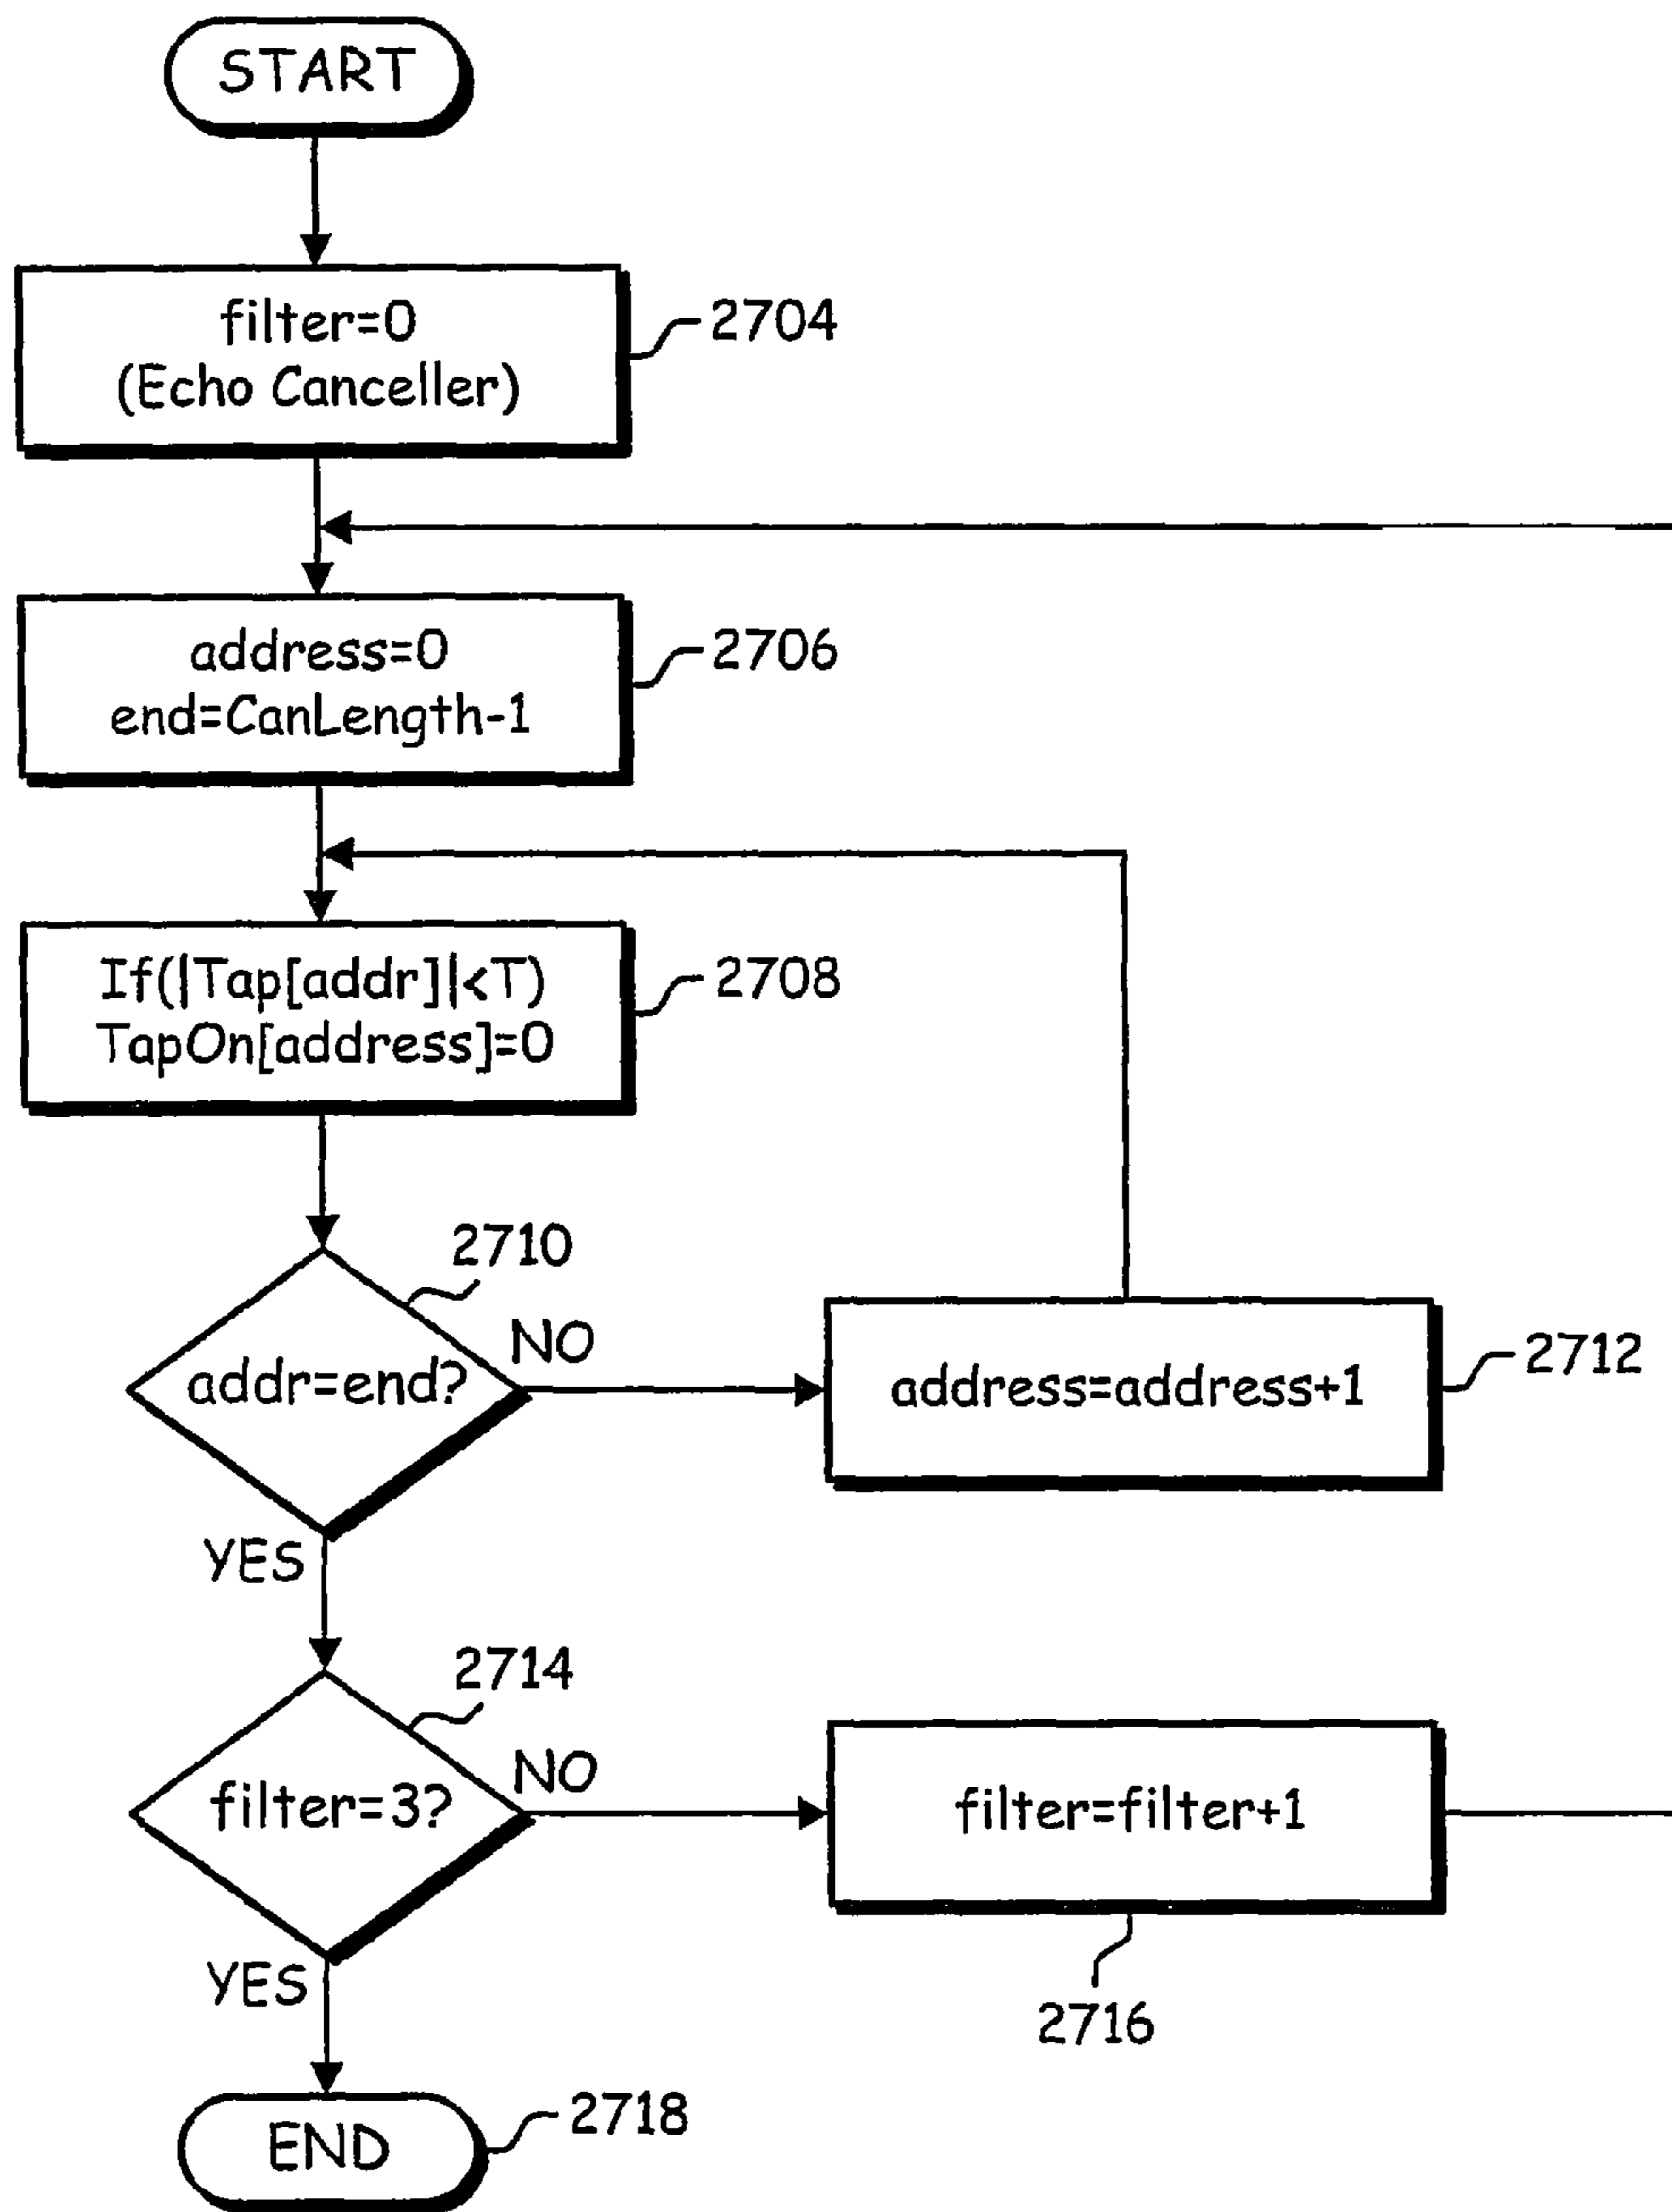 START
filter=0
(Echo Canceller)
2704
address=0
end=CanLength-1
2706
If(|Tap[addr]|<T)
TapOn[address]=0
2708
2710
addr=end?
NO
address=address+1
2712
YES
2714
filter=3?
NO
filter=filter+1
2716
YES
END
2718